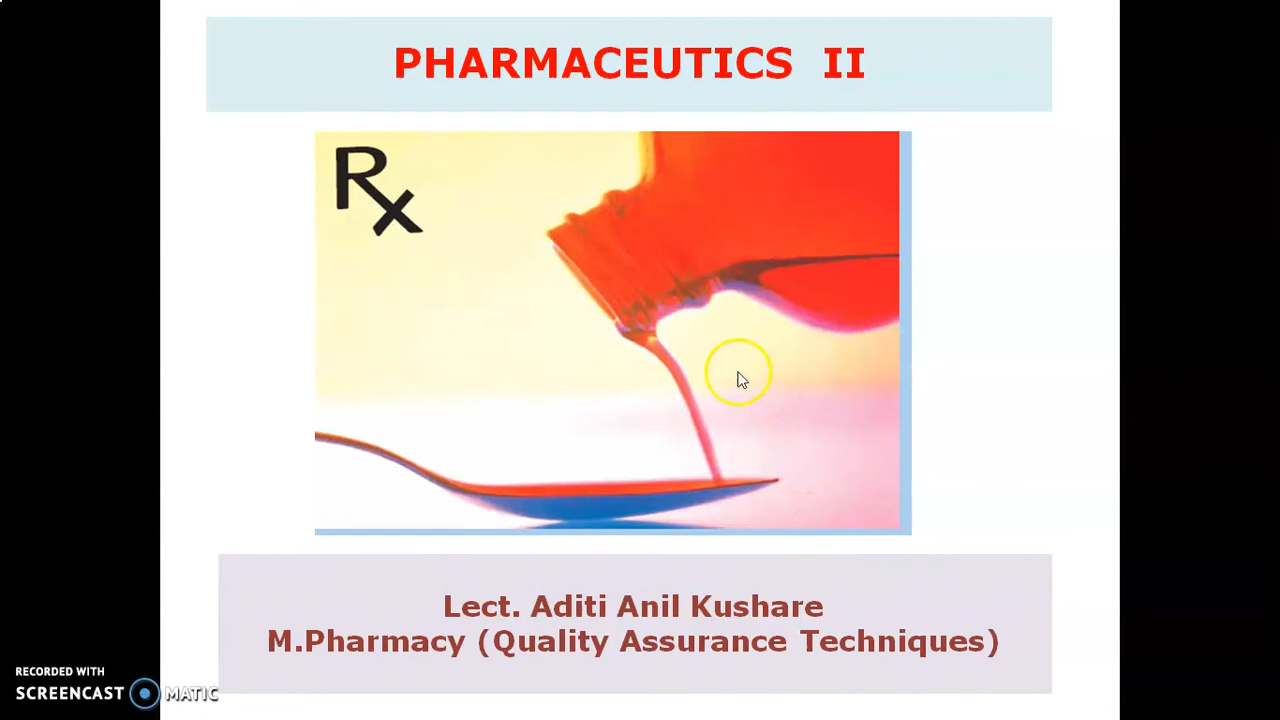 PHARMACEUTICS II
Rx
Lect. Aditi Anil Kushare
M.Pharmacy (Quality Assurance Techniques)
RECORDED WITH
SCREENCAST MATIC